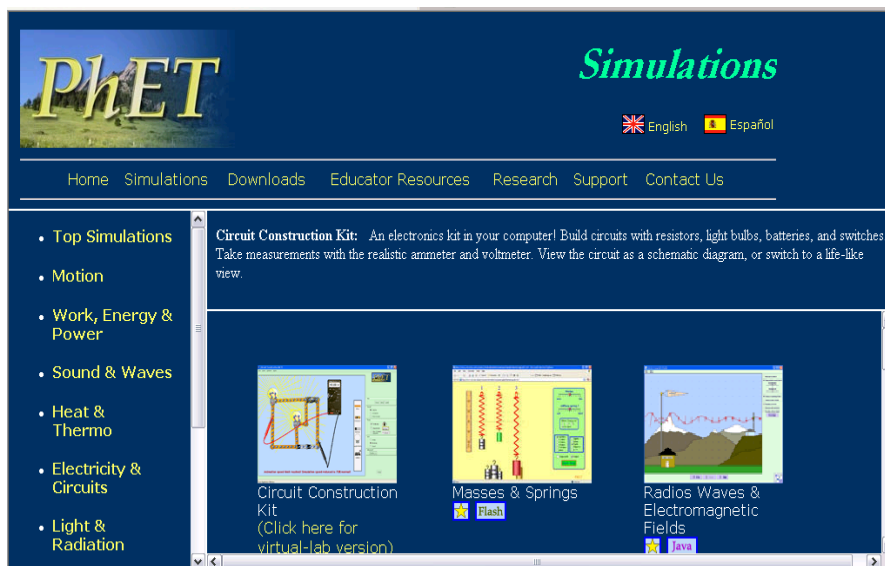 PhET
Simulations
English Español
Home Simulations Downloads Educator Resources Research Support Contact Us
Top Simulations
Motion
Work, Energy &
Power
Sound & Waves
Heat &
Thermo
Electricity &
Circuits
Light &
Radiation
Circuit Construction Kit: An electronics kit in your computer! Build circuits with resistors, light bulbs, batteries, and switches
Take measurements with the realistic ammeter and voltmeter. View the circuit as a schematic diagram, or switch to a life-like
view.
Circuit Construction
Kit
(Click here for
virtual-lab version)
Masses & Springs
Flash
Radios Waves &
Electromagnetic
Fields
Java